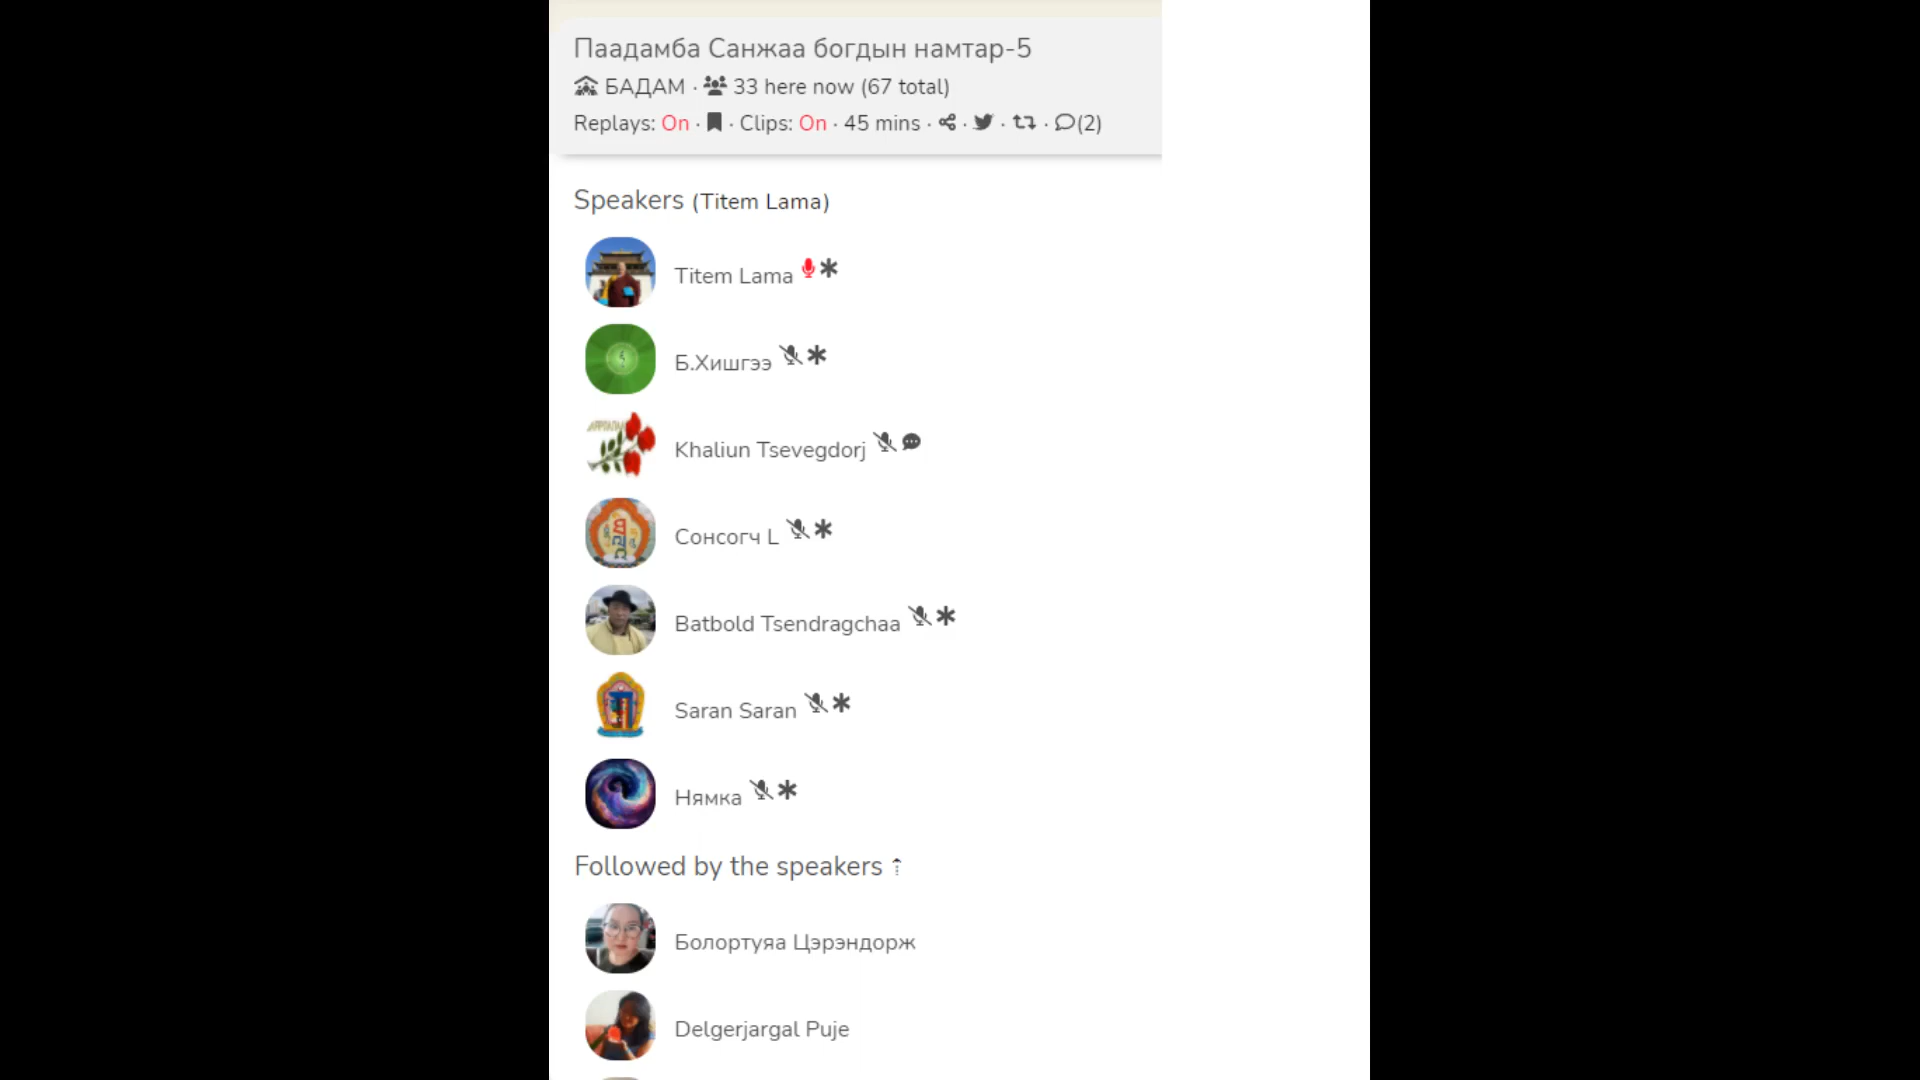 Паадамба Санжаа богдын намтар-5
БАДАМ · 33 here now (67 total)
Replays: On · · Clips: On · 45 mins · · · · (2)
Speakers (Titem Lama)
Titem Lama
Б.Хишгээ
Khaliun Tsevegdorj
Сонсогч L
Batbold Tsendragchaa
Saran Saran
Нямка
Followed by the speakers
Болортуяа Цэрэндорж
Delgerjargal Puje